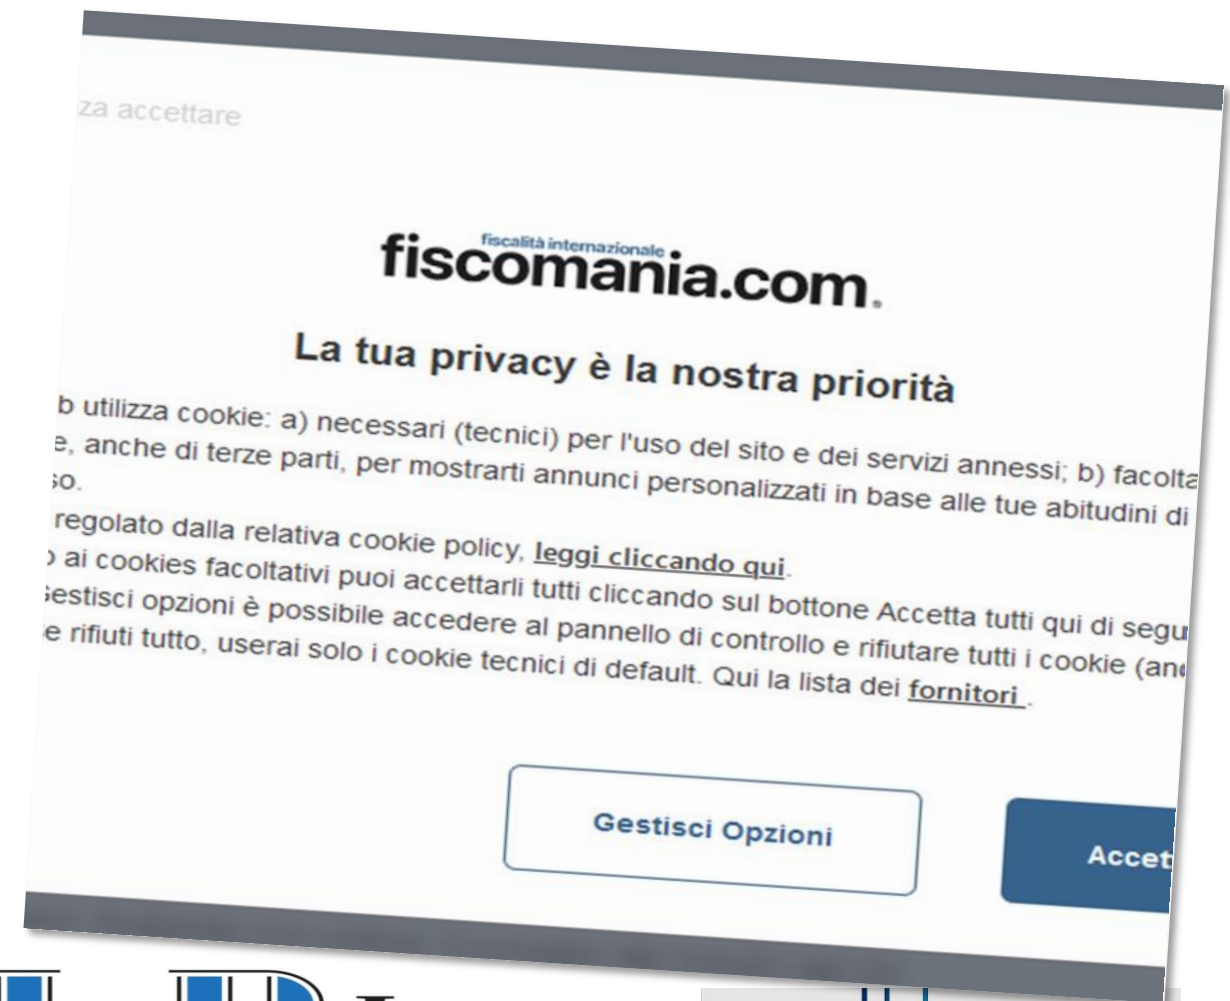 za accettare
fiscalità internazionale
fiscomania.com
La tua privacy è la nostra priorità
b utilizza cookie: a) necessari (tecnici) per l'uso del sito e dei servizi annessi; b) facolta
e, anche di terze parti, per mostrarti annunci personalizzati in base alle tue abitudini di
so.
regolato dalla relativa cookie policy, leggi cliccando qui.
o ai cookies facoltativi puoi accettarli tutti cliccando sul bottone Accetta tutti qui di segu
Gestisci opzioni è possibile accedere al pannello di controllo e rifiutare tutti i cookie (anc
e rifiuti tutto, userai solo i cookie tecnici di default. Qui la lista dei fornitori .
Gestisci Opzioni
Accet